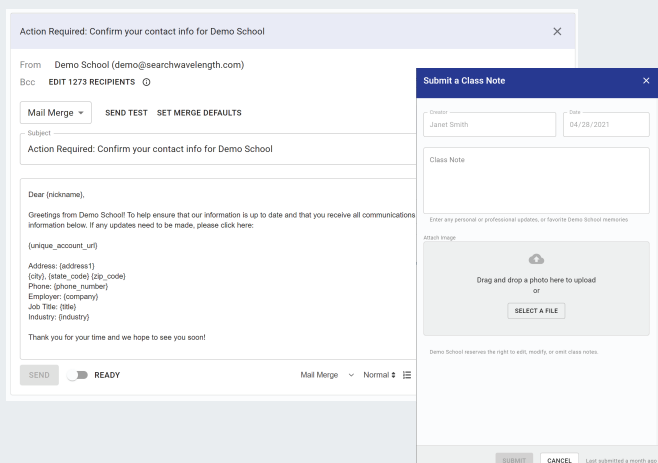 Action Required: Confirm your contact info for Demo School
From Demo School (demo@searchwavelength.com)
Bcc EDIT 1273 RECIPIENTS
Mail Merge SEND TEST SET MERGE DEFAULTS
Subject
Action Required: Confirm your contact info for Demo School
Dear {nickname},
Greetings from Demo School! To help ensure that our information is up to date and that you receive all communications
information below. If any updates need to be made, please click here:
{unique_account_url}
Address: {address1}
{city}, {state_code} {zip_code}
Phone: {phone_number}
Employer: {company}
Job Title: {title}
Industry: {industry}
Thank you for your time and we hope to see you soon!
SEND READY Mail Merge Normal
Submit a Class Note
Creator
Janet Smith
Date
04/28/2021
Class Note
Enter any personal or professional updates, or favorite Demo School memories
Attach Image
Drag and drop a photo here to upload
or
SELECT A FILE
Demo School reserves the right to edit, modify, or omit class notes.
SUBMIT CANCEL Last submitted a month ago